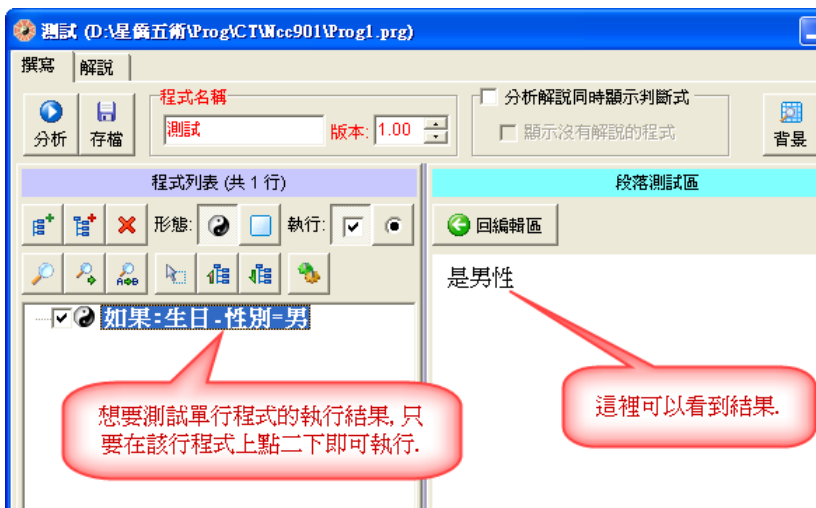 測試 (D:\星僑五術\Prog\CT\Ncc901\Prog1.prg)
撰寫 解說
程式名稱
分析解說同時顯示判斷式
分析 存檔 測試 版本: 1.00 顯示沒有解說的程式 背景
程式列表 (共 1 行) 段落測試區
形態: 執行: 回編輯區
A→B
如果:生日-性別=男 是男性
想要測試單行程式的執行結果, 只
要在該行程式上點二下即可執行.
這裡可以看到結果.